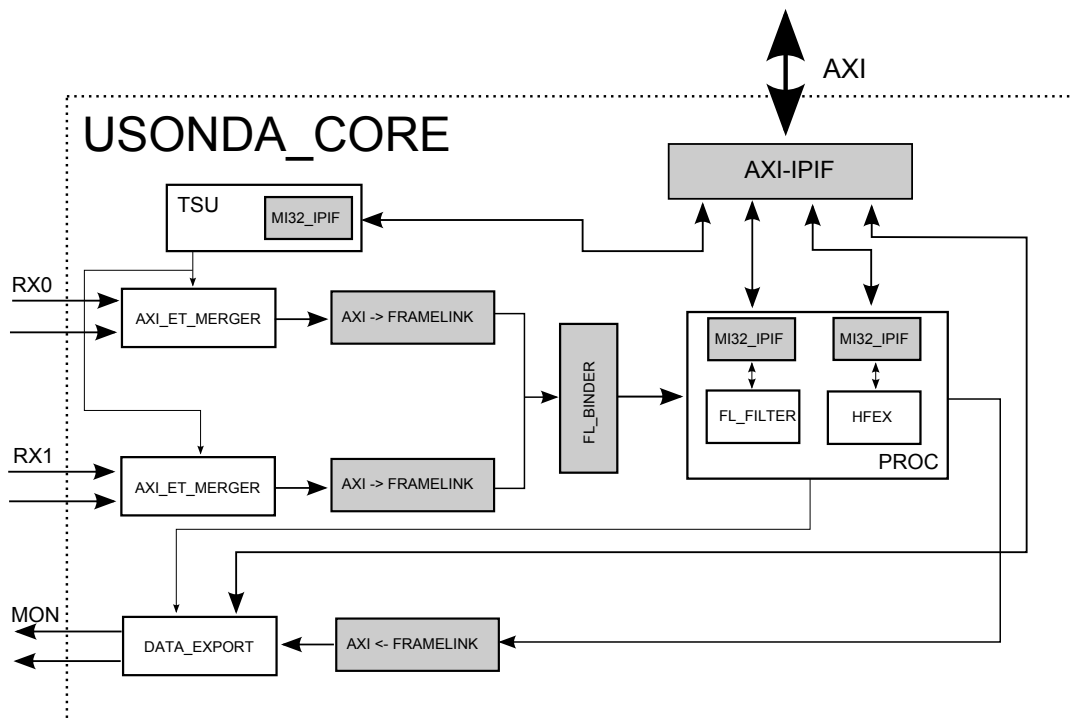 AXI
USONDA_CORE
AXI-IPIF
TSU
MI32_IPIF
RX0
AXI_ET_MERGER
AXI -> FRAMELINK
MI32_IPIF
MI32_IPIF
FL_BINDER
FL_FILTER
HFEX
PROC
RX1
AXI_ET_MERGER
AXI -> FRAMELINK
MON
DATA_EXPORT
AXI <- FRAMELINK